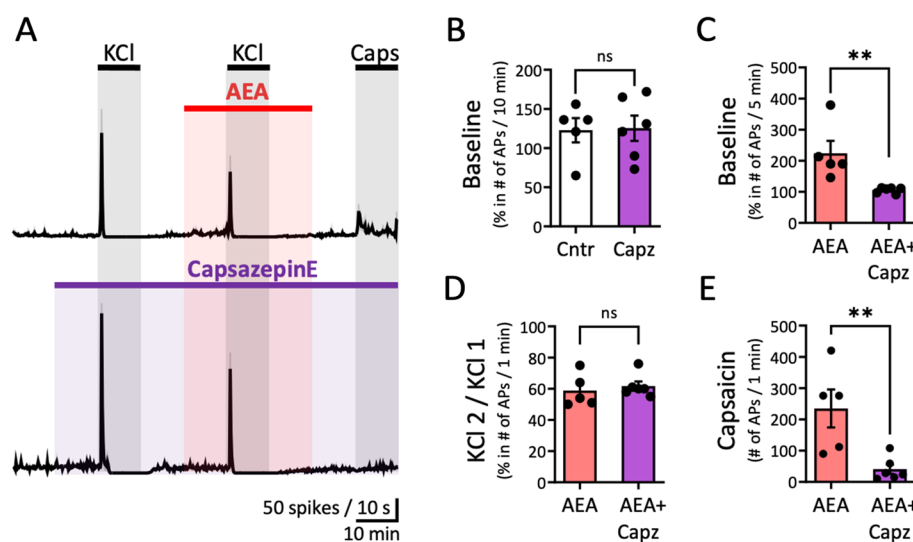 A
KCl
KCl
Caps
AEA
CapsazepinE
50 spikes / 10 s
10 min
B
ns
Baseline
(% in # of APs / 10 min)
200
150
100
50
0
Cntr
Capz
C
**
Baseline
(% in # of APs / 5 min)
500
400
300
200
100
0
AEA
AEA+
Capz
D
ns
KCl 2 / KCl 1
(% in # of APs / 1 min)
100
80
60
40
20
0
AEA
AEA+
Capz
E
**
Capsaicin
(# of APs / 1 min)
500
400
300
200
100
0
AEA
AEA+
Capz